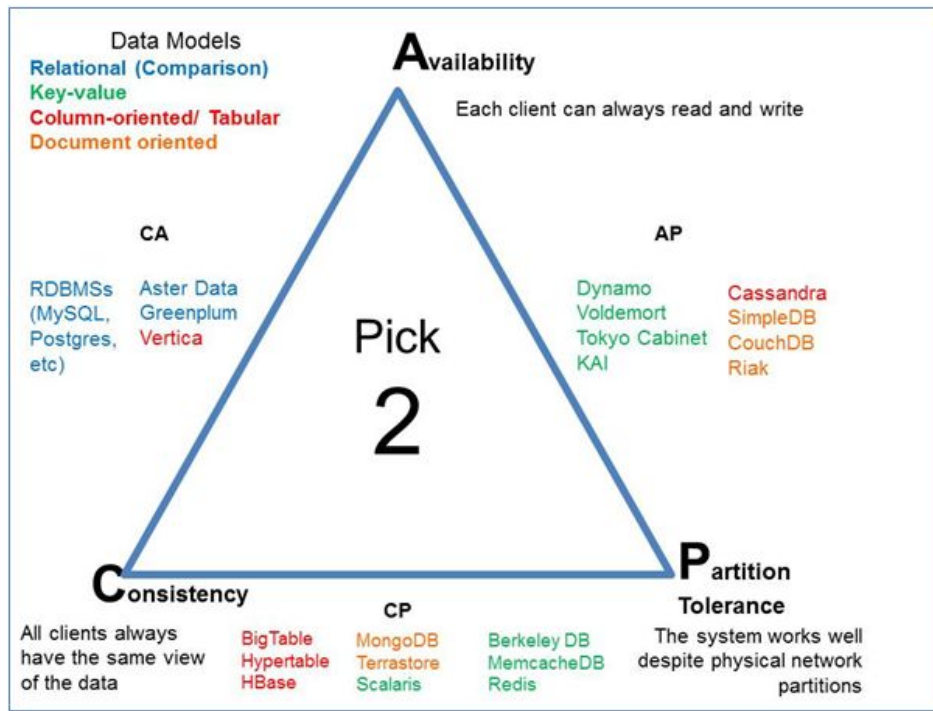 Data Models
Relational (Comparison)
Key-value
Column-oriented/ Tabular
Document oriented
Availability
Each client can always read and write
CA
RDBMSs
(MySQL,
Postgres,
etc)
Aster Data
Greenplum
Vertica
Pick
2
AP
Dynamo
Voldemort
Tokyo Cabinet
KAI
Cassandra
SimpleDB
CouchDB
Riak
Consistency
All clients always
have the same view
of the data
CP
BigTable
Hypertable
HBase
MongoDB
Terrastore
Scalaris
Berkeley DB
MemcacheDB
Redis
Partition
Tolerance
The system works well
despite physical network
partitions